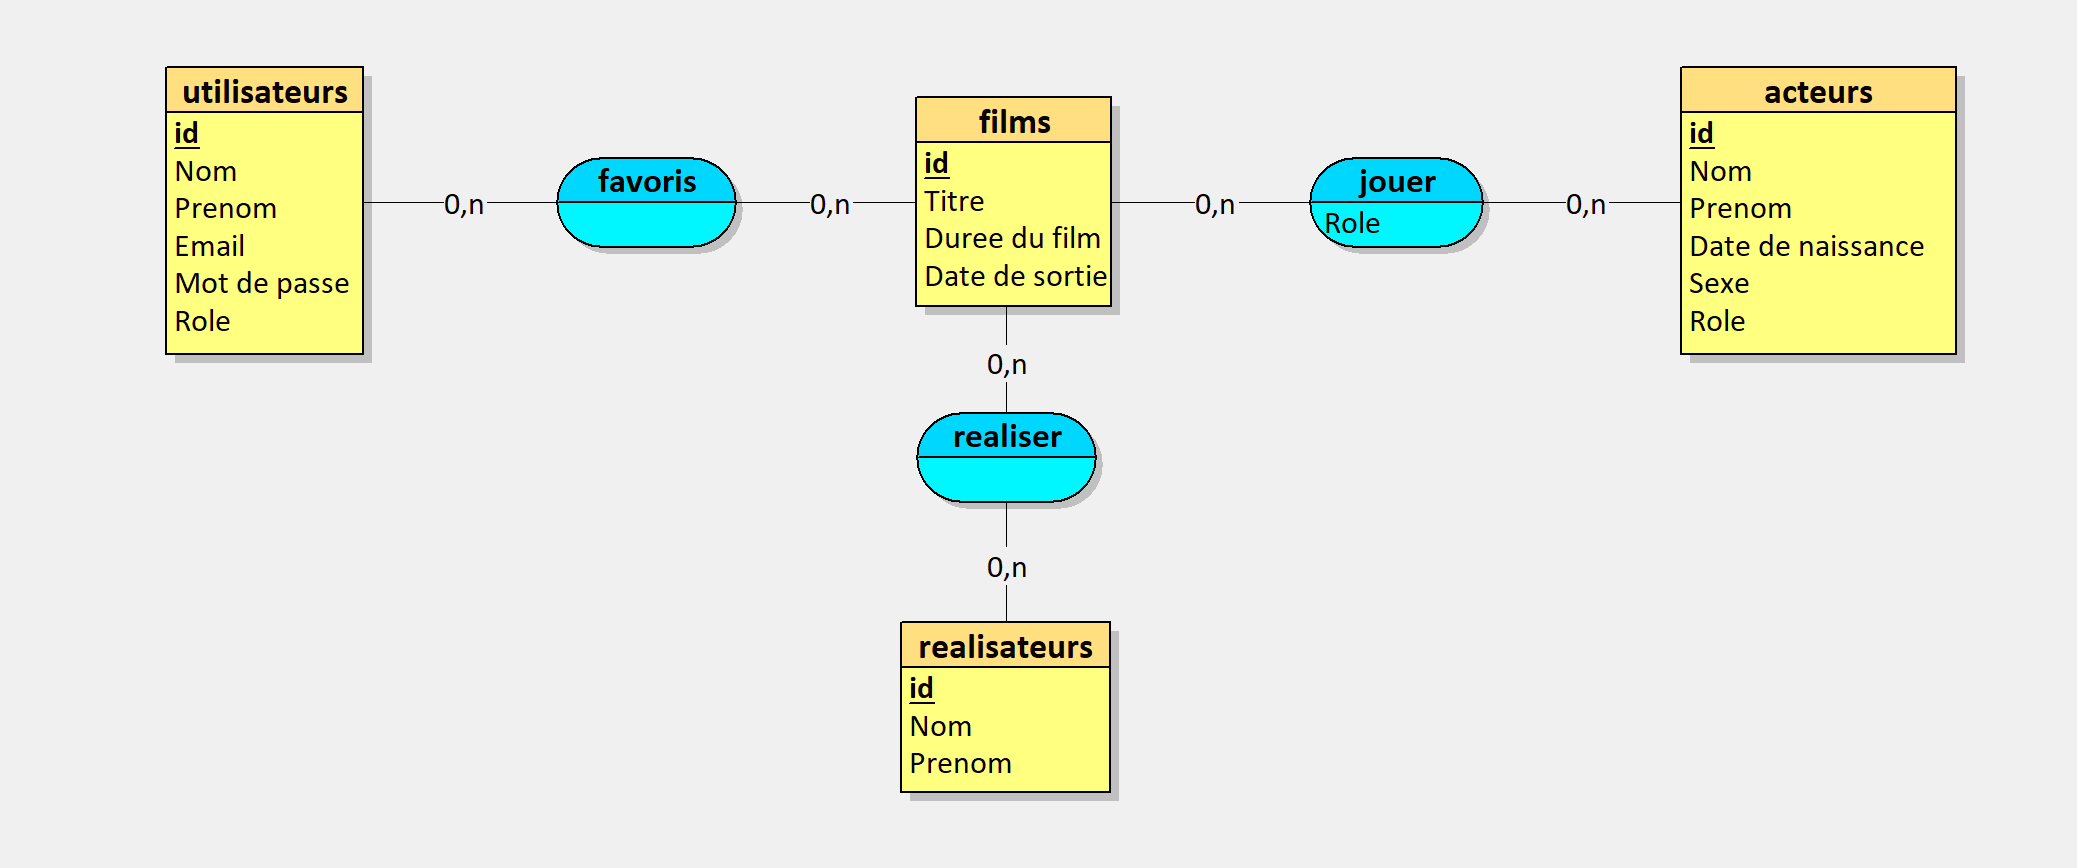 utilisateurs
id
Nom
Prenom
Email
Mot de passe
Role
0,n
favoris
0,n
films
id
Titre
Duree du film
Date de sortie
0,n
jouer
Role
0,n
acteurs
id
Nom
Prenom
Date de naissance
Sexe
Role
0,n
realiser
0,n
realisateurs
id
Nom
Prenom